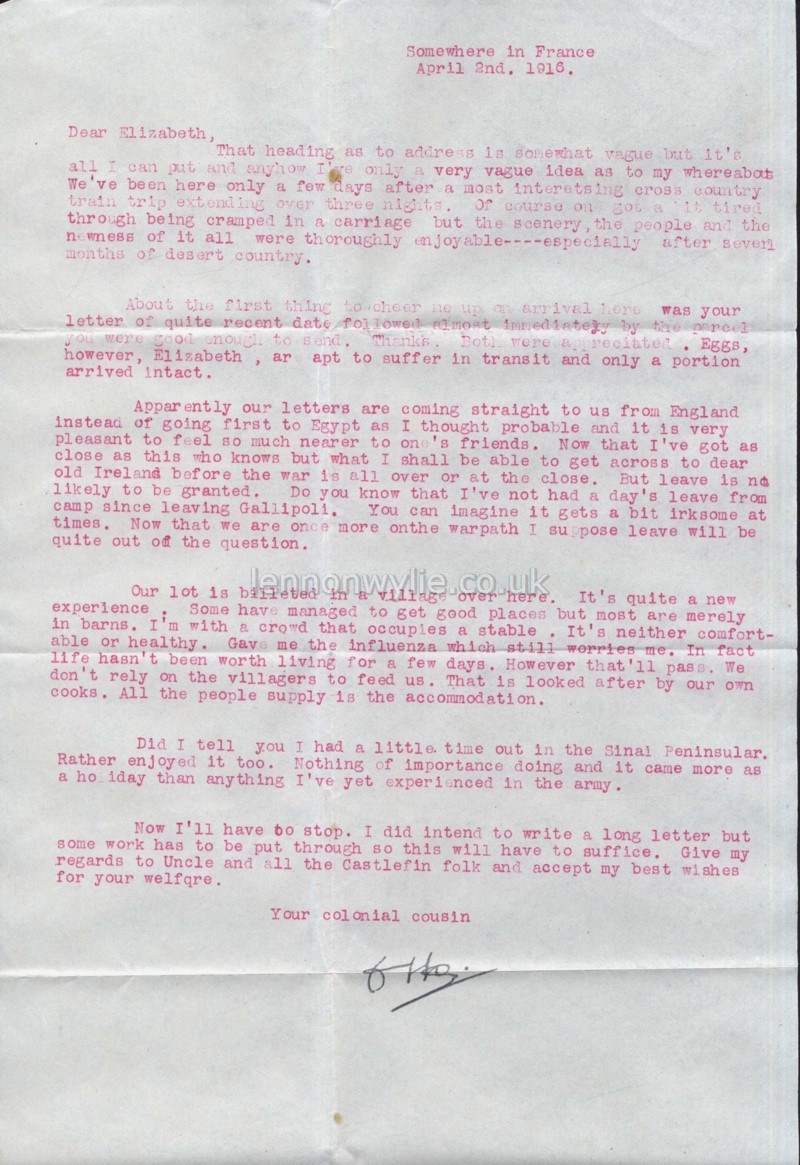 Somewhere in France
April 2nd. 1916.
Dear Elizabeth,
That heading as to address is somewhat vague but it's
all I can put and anyhow I've only a very vague idea as to my whereabouts
We've been here only a few days after a most interetsing cross country
train trip extending over three nights. Of course one got a bit tired
through being cramped in a carriage but the scenery,the people and the
newness of it all were thoroughly enjoyable----especially after severl
months of desert country.
About the first thing to cheer me up on arrival here was your
letter of quite recent date followed almost immediately by the parcel
you were good enough to send. Thanks. Both were appreciated . Eggs,
however, Elizabeth , are apt to suffer in transit and only a portion
arrived intact.
Apparently our letters are coming straight to us from England
instead of going first to Egypt as I thought probable and it is very
pleasant to feel so much nearer to one's friends. Now that I've got as
close as this who knows but what I shall be able to get across to dear
old Ireland before the war is all over or at the close. But leave is not
likely to be granted. Do you know that I've not had a day's leave from
camp since leaving Gallipoli. You can imagine it gets a bit irksome at
times. Now that we are once more onthe warpath I suppose leave will be
quite out of the question.
lennonwylie.co.uk
Our lot is billeted in a village over here. It's quite a new
experience . Some have managed to get good places but most are merely
in barns. I'm with a crowd that occupies a stable . It's neither comfort-
able or healthy. Gave me the influenza which still worries me. In fact
life hasn't been worth living for a few days. However that'll pass. We
don't rely on the villagers to feed us. That is looked after by our own
cooks. All the people supply is the accommodation.
Did I tell you I had a little time out in the Sinai Peninsular.
Rather enjoyed it too. Nothing of importance doing and it came more as
a holiday than anything I've yet experienced in the army.
Now I'll have to stop. I did intend to write a long letter but
some work has to be put through so this will have to suffice. Give my
regards to Uncle and all the Castlefin folk and accept my best wishes
for your welfqre.
Your colonial cousin